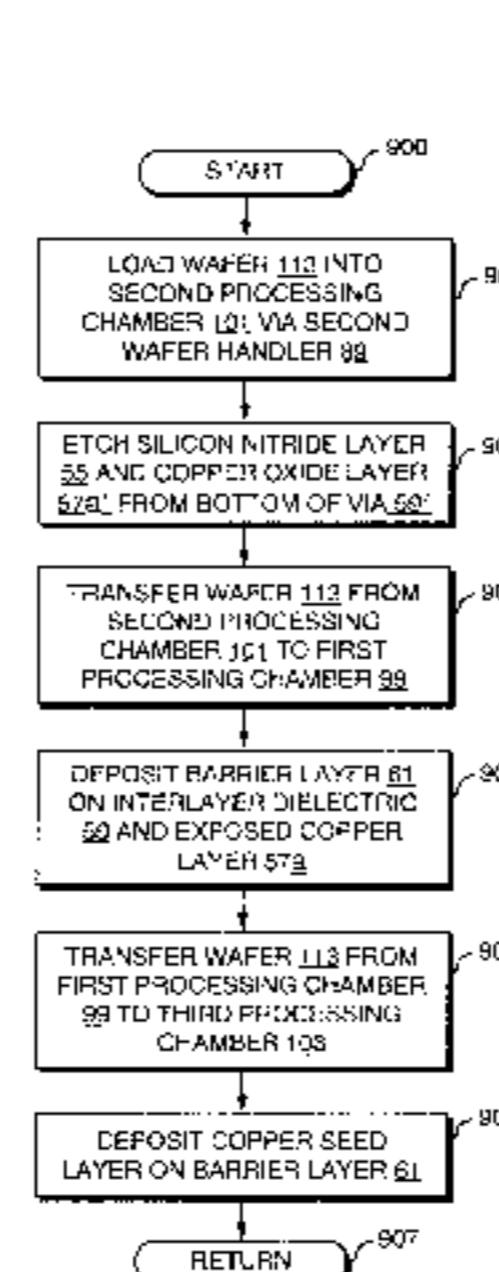 900
START
LOAD WAFER 113 INTO
SECOND PROCESSING
CHAMBER 101 VIA SECOND
WAFER HANDLER 89
ETCH SILICON NITRIDE LAYER
55 AND COPPER OXIDE LAYER
57a' FROM BOTTOM OF VIA 59'
TRANSFER WAFER 113 FROM
SECOND PROCESSING
CHAMBER 101 TO FIRST
PROCESSING CHAMBER 99
DEPOSIT BARRIER LAYER 61
ON INTERLAYER DIELECTRIC
AND EXPOSED COPPER
LAYER 57a
TRANSFER WAFER 113 FROM
FIRST PROCESSING CHAMBER
99 TO THIRD PROCESSING
CHAMBER 103
DEPOSIT COPPER SEED
LAYER ON BARRIER LAYER 61
907
RETURN